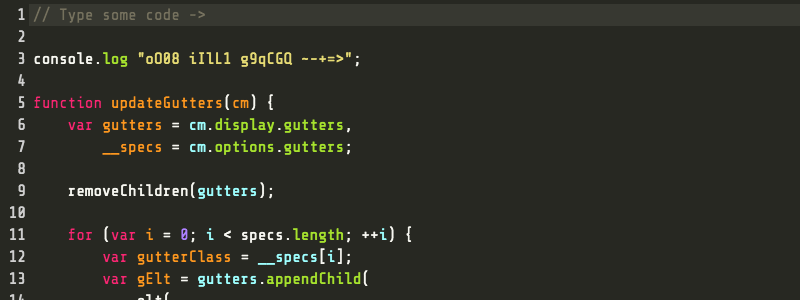 1 // Type some code ->
2
3 console.log "oO08 iIlL1 g9qCGQ ~-+=>";
4
5 function updateGutters(cm) {
6     var gutters = cm.display.gutters,
7         __specs = cm.options.gutters;
8
9     removeChildren(gutters);
10
11     for (var i = 0; i < specs.length; ++i) {
12         var gutterClass = __specs[i];
13         var gElt = gutters.appendChild(
14             elt(